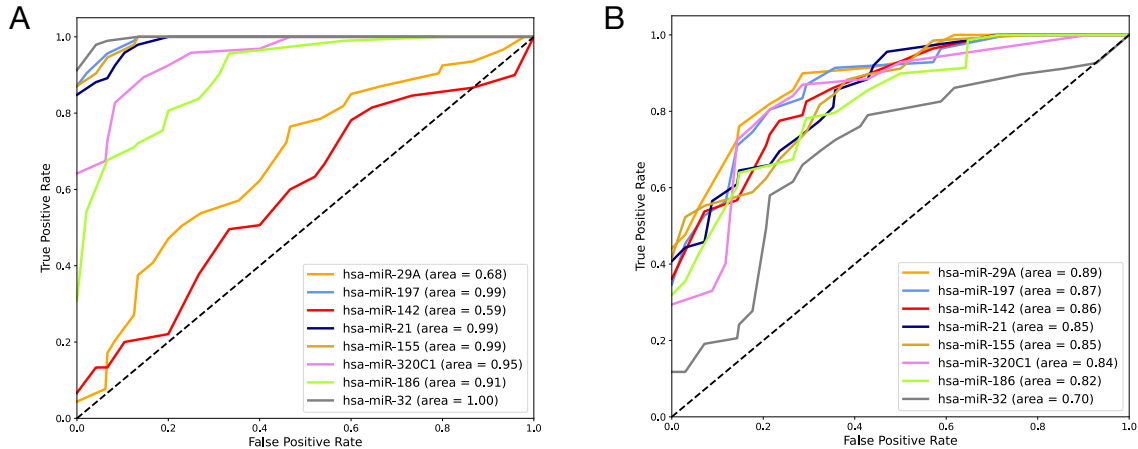 A
True Positive Rate
1.0
0.8
0.6
0.4
0.2
0.0
hsa-miR-29A (area = 0.68)
hsa-miR-197 (area = 0.99)
hsa-miR-142 (area = 0.59)
hsa-miR-21 (area = 0.99)
hsa-miR-155 (area = 0.99)
hsa-miR-320C1 (area = 0.95)
hsa-miR-186 (area = 0.91)
hsa-miR-32 (area = 1.00)
0.0 0.2 0.4 0.6 0.8 1.0
False Positive Rate
B
True Positive Rate
1.0
0.8
0.6
0.4
0.2
0.0
hsa-miR-29A (area = 0.89)
hsa-miR-197 (area = 0.87)
hsa-miR-142 (area = 0.86)
hsa-miR-21 (area = 0.85)
hsa-miR-155 (area = 0.85)
hsa-miR-320C1 (area = 0.84)
hsa-miR-186 (area = 0.82)
hsa-miR-32 (area = 0.70)
0.0 0.2 0.4 0.6 0.8 1.0
False Positive Rate